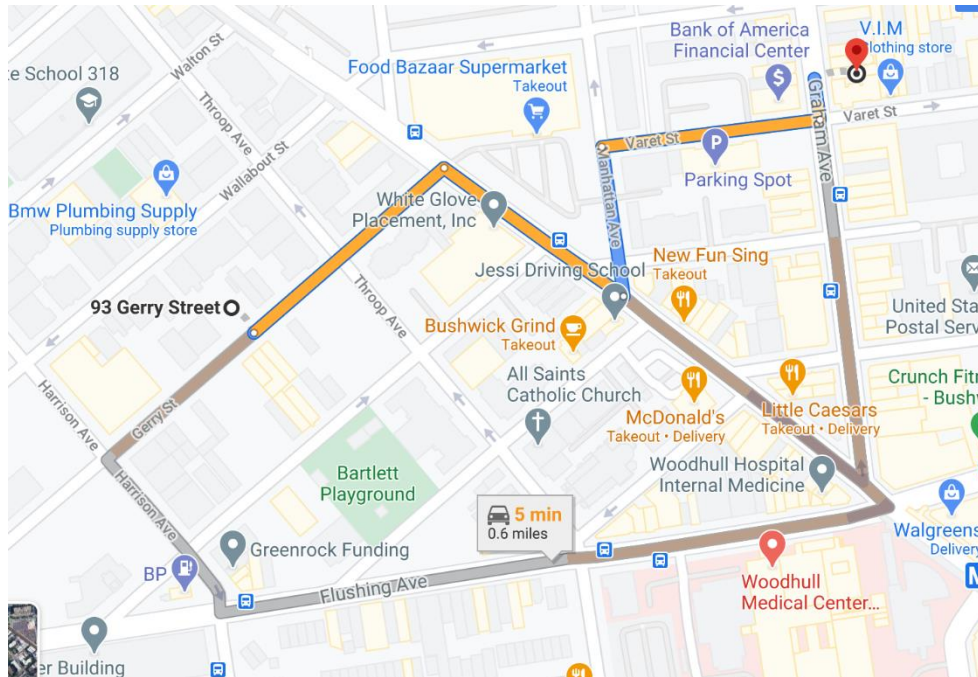 Bank of America
Financial Center
V.I.M
Clothing store
te School 318
Walton St
Food Bazaar Supermarket
Takeout
$
Graham Ave
Throop Ave
Varet St
Varet St
Wallabout St
P
Parking Spot
Manhattan Ave
White Glove
Placement, Inc
Bmw Plumbing Supply
Plumbing supply store
New Fun Sing
Takeout
Jessi Driving School
93 Gerry Street
Throop Ave
United Sta
Postal Serv
Bushwick Grind
Takeout
All Saints
Catholic Church
Crunch Fitn
- Bushw
Harrison Ave
Gerry St
McDonald's
Takeout • Delivery
Little Caesars
Takeout • Delivery
Bartlett
Playground
Woodhull Hospital
Internal Medicine
Harrison Ave
5 min
0.6 miles
Greenrock Funding
Walgreens
Delivery
BP
Flushing Ave
Woodhull
Medical Center...
er Building